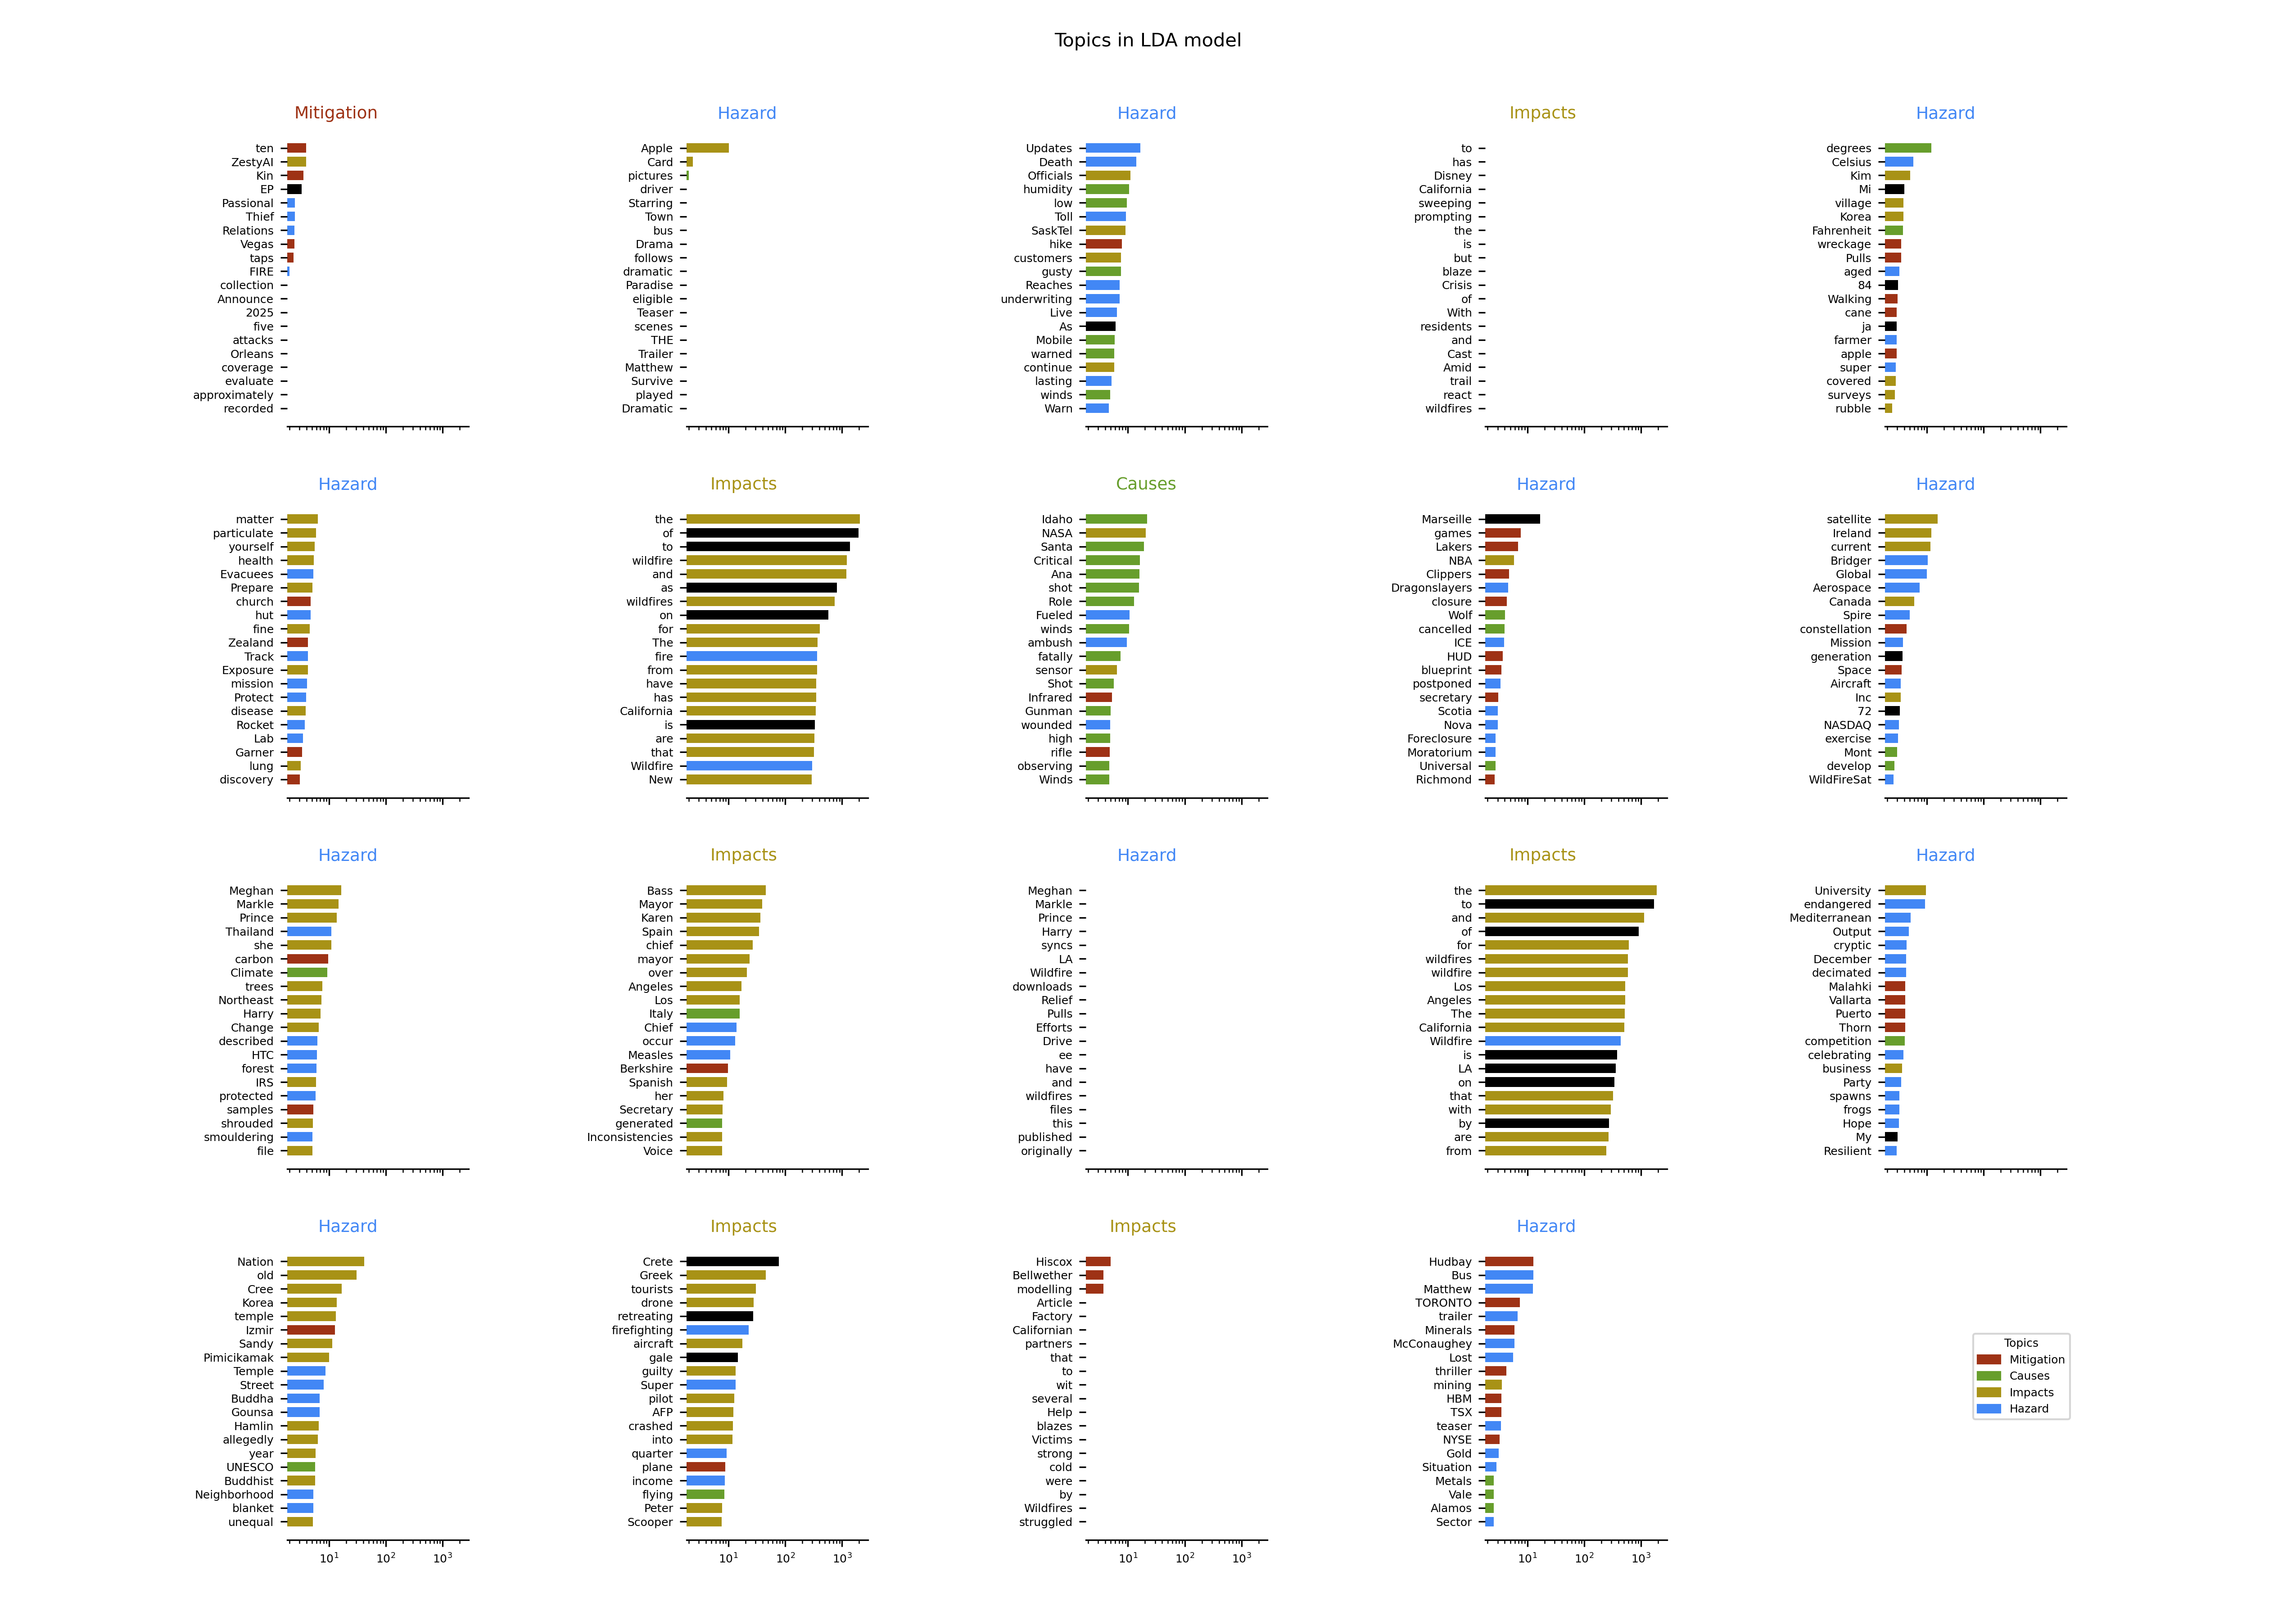 Topics in LDA model
Mitigation
ten
ZestyAI
Kin
EP
Passional
Thief
Relations
Vegas
taps
FIRE
collection
Announce
2025
five
attacks
Orleans
coverage
evaluate
approximately
recorded
Hazard
Apple
Card
pictures
driver
Starring
Town
bus
Drama
follows
dramatic
Paradise
eligible
Teaser
scenes
THE
Trailer
Matthew
Survive
played
Dramatic
Hazard
Updates
Death
Officials
humidity
low
Toll
SaskTel
hike
customers
gusty
Reaches
underwriting
Live
As
Mobile
warned
continue
lasting
winds
Warn
Impacts
to
has
Disney
California
sweeping
prompting
the
is
but
blaze
Crisis
of
With
residents
and
Cast
Amid
trail
react
wildfires
Hazard
degrees
Celsius
Kim
Mi
village
Korea
Fahrenheit
wreckage
Pulls
aged
84
Walking
cane
ja
farmer
apple
super
covered
surveys
rubble
Hazard
matter
particulate
yourself
health
Evacuees
Prepare
church
hut
fine
Zealand
Track
Exposure
mission
Protect
disease
Rocket
Lab
Garner
lung
discovery
Impacts
the
of
to
wildfire
and
as
wildfires
on
for
The
fire
from
have
has
California
is
are
that
Wildfire
New
Causes
Idaho
NASA
Santa
Critical
Ana
shot
Role
Fueled
winds
ambush
fatally
sensor
Shot
Infrared
Gunman
wounded
high
rifle
observing
Winds
Hazard
Marseille
games
Lakers
NBA
Clippers
Dragonslayers
closure
Wolf
cancelled
ICE
HUD
blueprint
postponed
secretary
Scotia
Nova
Foreclosure
Moratorium
Universal
Richmond
Hazard
satellite
Ireland
current
Bridger
Global
Aerospace
Canada
Spire
constellation
Mission
generation
Space
Aircraft
Inc
72
NASDAQ
exercise
Mont
develop
WildFireSat
Hazard
Meghan
Markle
Prince
Thailand
she
carbon
Climate
trees
Northeast
Harry
Change
described
HTC
forest
IRS
protected
samples
shrouded
smouldering
file
Impacts
Bass
Mayor
Karen
Spain
chief
mayor
over
Angeles
Los
Italy
Chief
occur
Measles
Berkshire
Spanish
her
Secretary
generated
Inconsistencies
Voice
Hazard
Meghan
Markle
Prince
Harry
syncs
LA
Wildfire
downloads
Relief
Pulls
Efforts
Drive
ee
have
and
wildfires
files
this
published
originally
Impacts
the
to
and
of
for
wildfires
wildfire
Los
Angeles
The
California
Wildfire
is
LA
on
that
with
by
are
from
Hazard
University
endangered
Mediterranean
Output
cryptic
December
decimated
Malahki
Vallarta
Puerto
Thorn
competition
celebrating
business
Party
spawns
frogs
Hope
My
Resilient
Hazard
Nation
old
Cree
Korea
temple
Izmir
Sandy
Pimicikamak
Temple
Street
Buddha
Gounsa
Hamlin
allegedly
year
UNESCO
Buddhist
Neighborhood
blanket
unequal
10¹ 10² 10³
Impacts
Crete
Greek
tourists
drone
retreating
firefighting
aircraft
gale
guilty
Super
pilot
AFP
crashed
into
quarter
plane
income
flying
Peter
Scooper
10¹ 10² 10³
Impacts
Hiscox
Bellwether
modelling
Article
Factory
Californian
partners
that
to
wit
several
Help
blazes
Victims
strong
cold
were
by
Wildfires
struggled
10¹ 10² 10³
Hazard
Hudbay
Bus
Matthew
TORONTO
trailer
Minerals
McConaughey
Lost
thriller
mining
HBM
TSX
teaser
NYSE
Gold
Situation
Metals
Vale
Alamos
Sector
10¹ 10² 10³
Topics
Mitigation
Causes
Impacts
Hazard